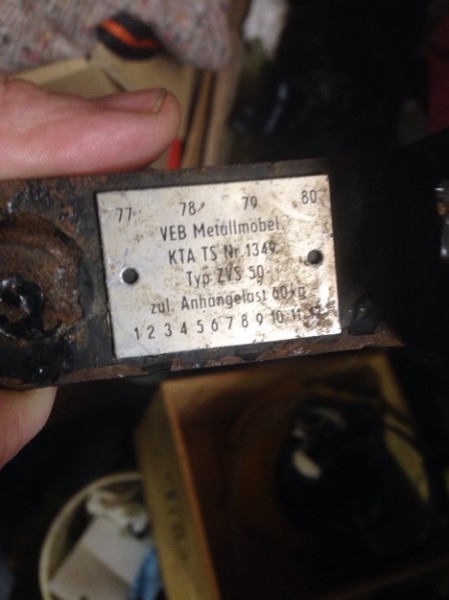 77 78 79 80
VEB Metallmöbel
KTA TS Nr. 1349
Typ ZVS 50
zul. Anhängelast 60 kg
1 2 3 4 5 6 7 8 9 10 11 12